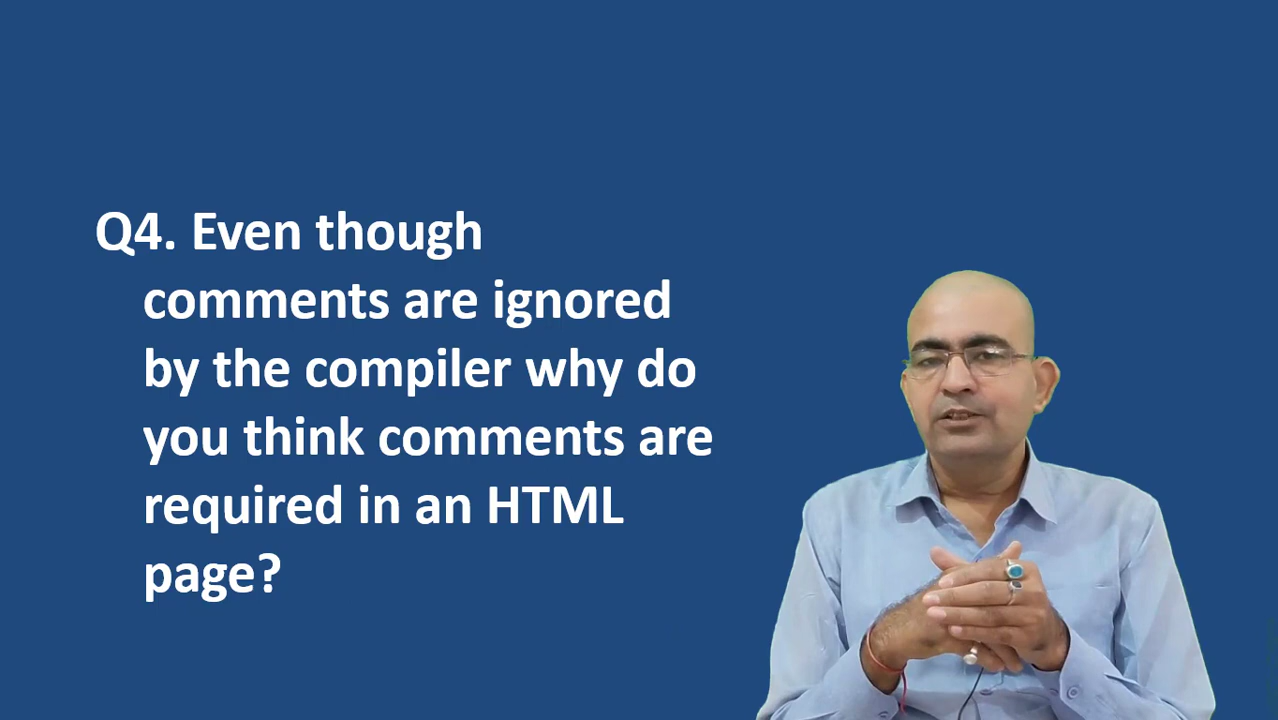 Q4. Even though
comments are ignored
by the compiler why do
you think comments are
required in an HTML
page?